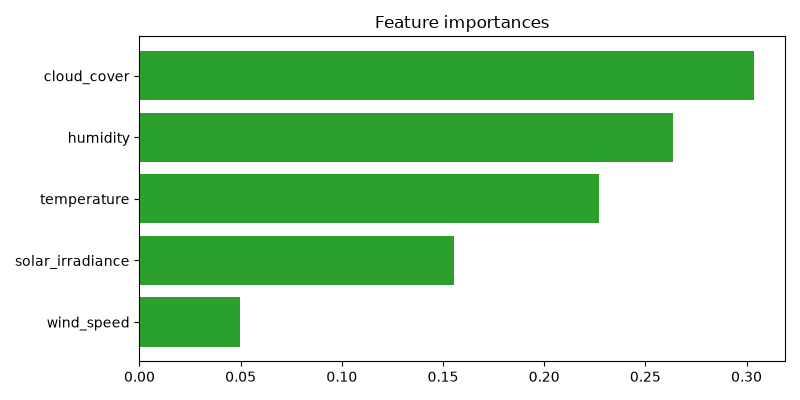 Feature importances
cloud_cover
humidity
temperature
solar_irradiance
wind_speed
0.00 0.05 0.10 0.15 0.20 0.25 0.30